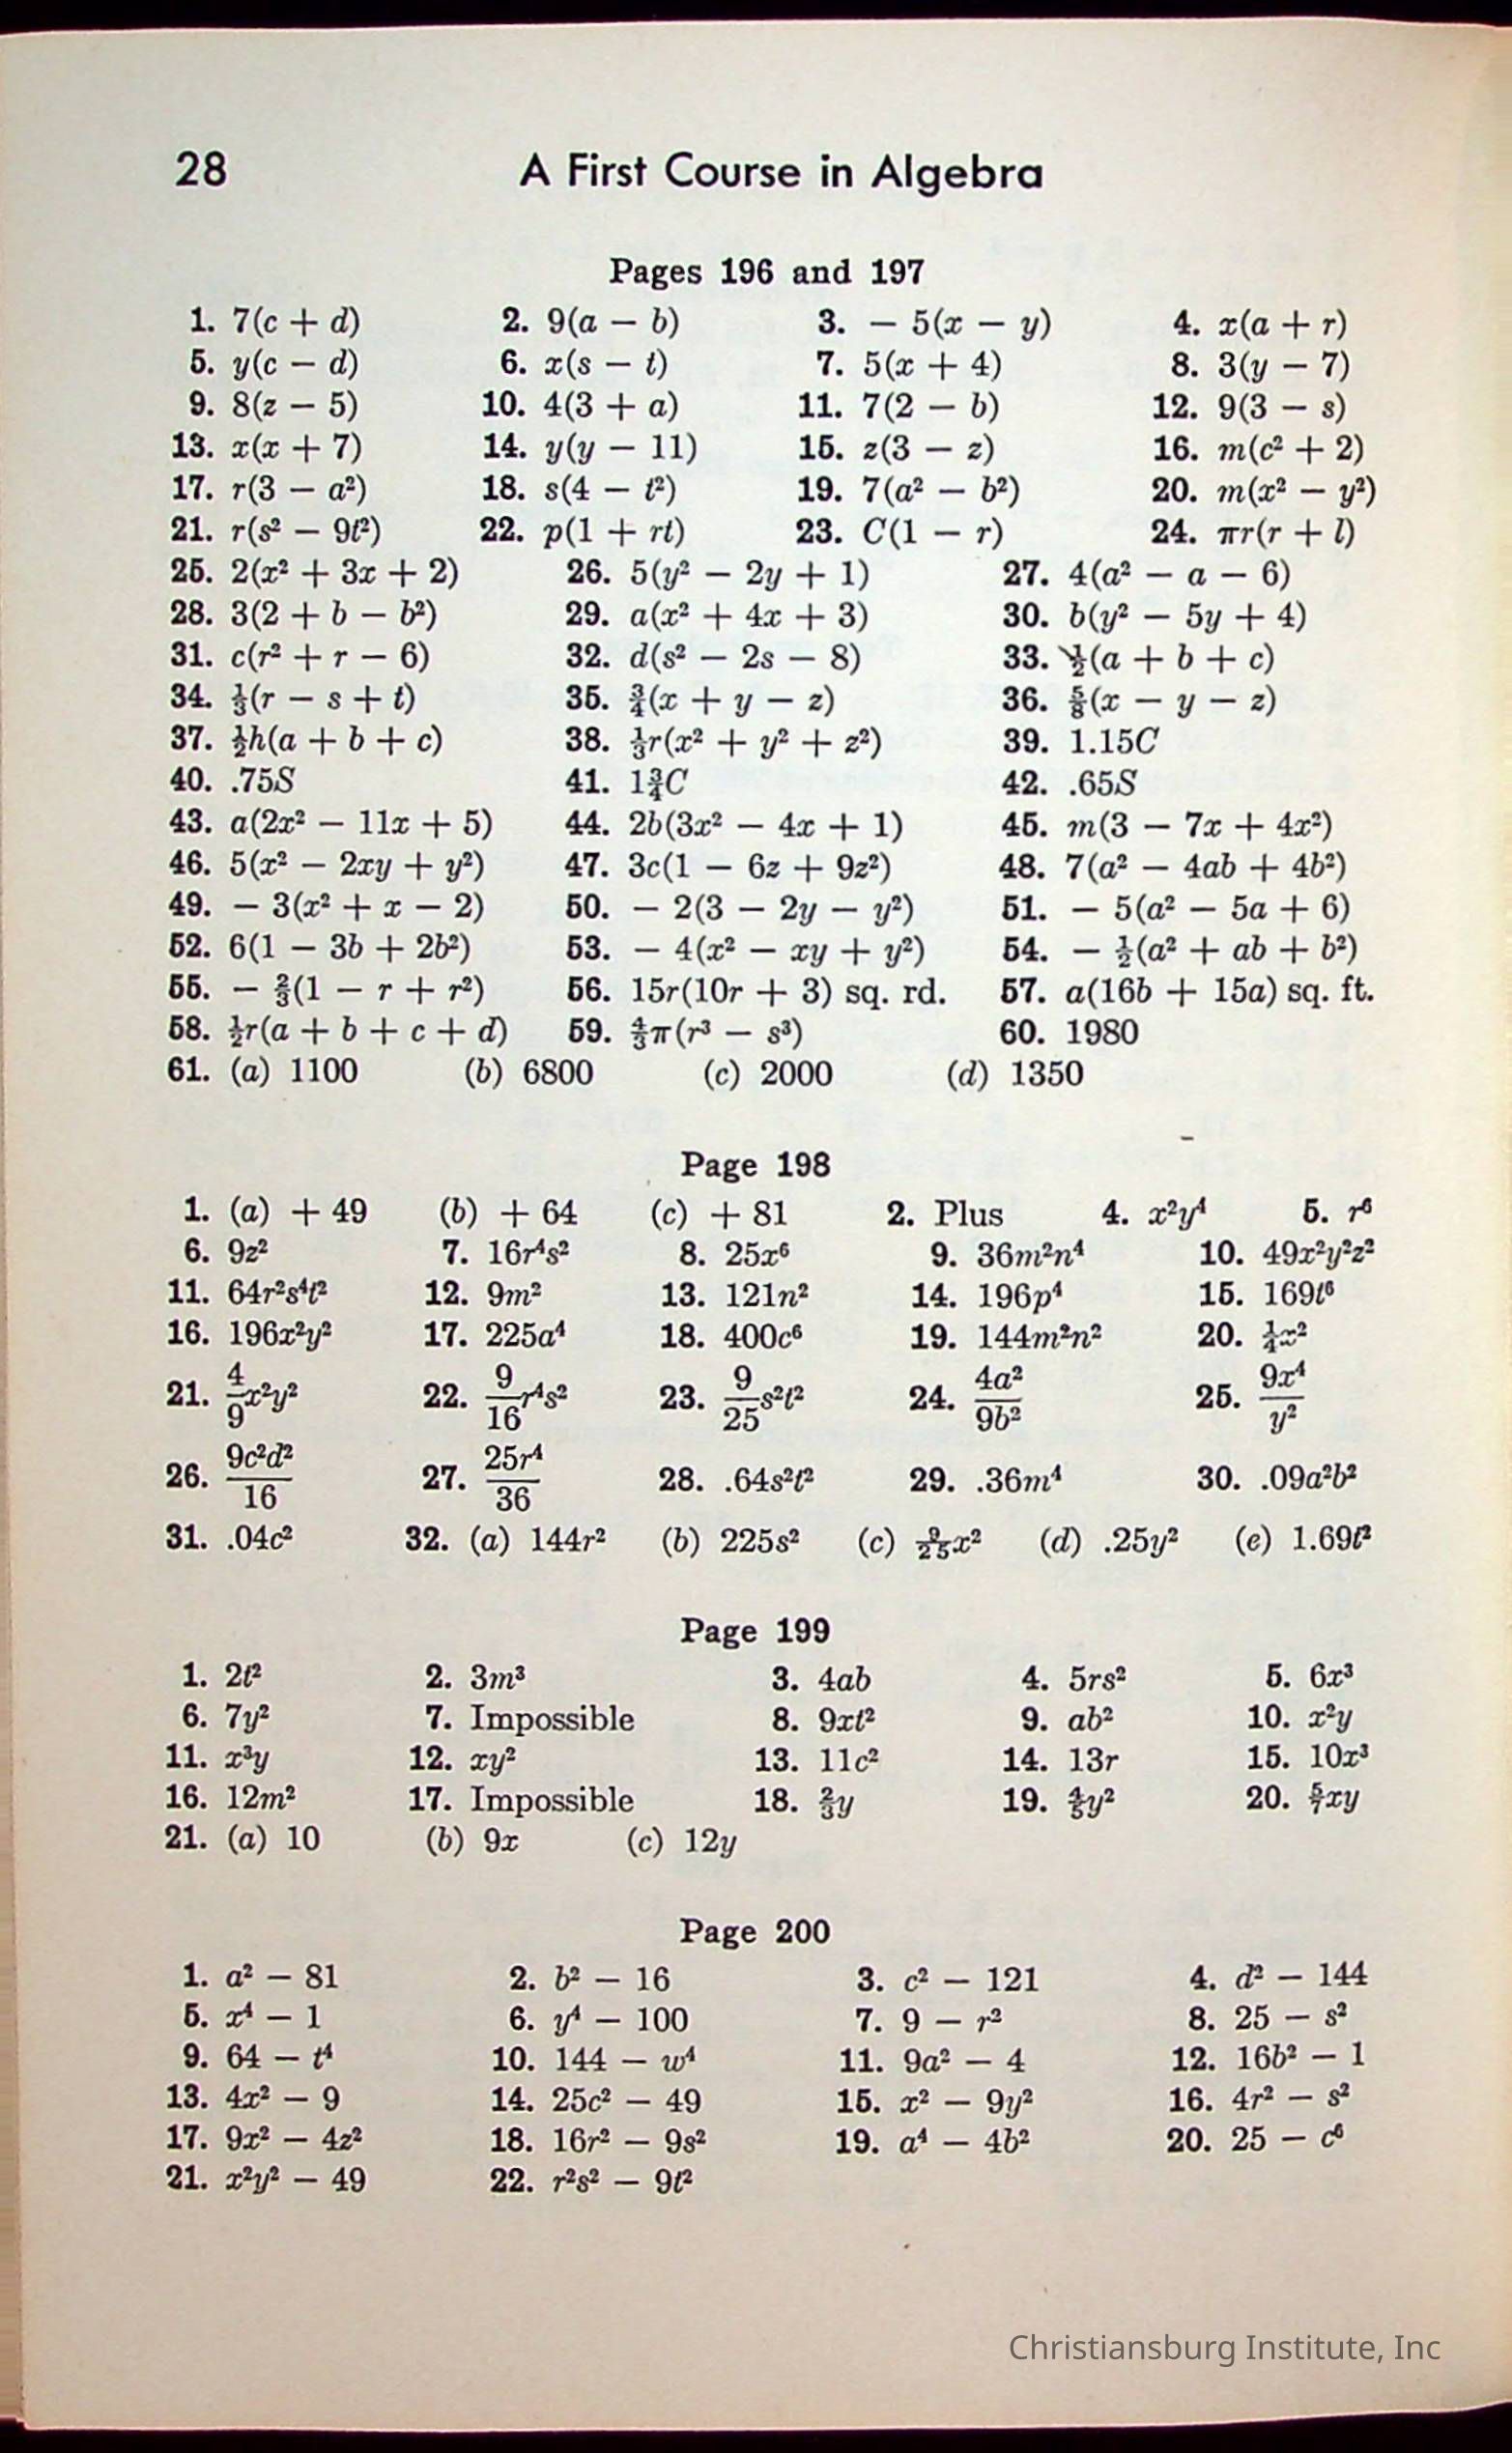 28 A First Course in Algebra
Pages 196 and 197
1. 7(c + d) 2. 9(a − b) 3. − 5(x − y) 4. x(a + r)
5. y(c − d) 6. x(s − t) 7. 5(x + 4) 8. 3(y − 7)
9. 8(z − 5) 10. 4(3 + a) 11. 7(2 − b) 12. 9(3 − s)
13. x(x + 7) 14. y(y − 11) 15. z(3 − z) 16. m(c² + 2)
17. r(3 − a²) 18. s(4 − t²) 19. 7(a² − b²) 20. m(x² − y²)
21. r(s² − 9t²) 22. p(1 + rt) 23. C(1 − r) 24. πr(r + l)
25. 2(x² + 3x + 2) 26. 5(y² − 2y + 1) 27. 4(a² − a − 6)
28. 3(2 + b − b²) 29. a(x² + 4x + 3) 30. b(y² − 5y + 4)
31. c(r² + r − 6) 32. d(s² − 2s − 8) 33. ½(a + b + c)
34. ⅓(r − s + t) 35. ¾(x + y − z) 36. ⅝(x − y − z)
37. ½h(a + b + c) 38. ⅓r(x² + y² + z²) 39. 1.15C
40. .75S 41. 1¾C 42. .65S
43. a(2x² − 11x + 5) 44. 2b(3x² − 4x + 1) 45. m(3 − 7x + 4x²)
46. 5(x² − 2xy + y²) 47. 3c(1 − 6z + 9z²) 48. 7(a² − 4ab + 4b²)
49. − 3(x² + x − 2) 50. − 2(3 − 2y − y²) 51. − 5(a² − 5a + 6)
52. 6(1 − 3b + 2b²) 53. − 4(x² − xy + y²) 54. − ½(a² + ab + b²)
55. − ⅔(1 − r + r²) 56. 15r(10r + 3) sq. rd. 57. a(16b + 15a) sq. ft.
58. ½r(a + b + c + d) 59. 4/3π(r³ − s³) 60. 1980
61. (a) 1100 (b) 6800 (c) 2000 (d) 1350
Page 198
1. (a) + 49 (b) + 64 (c) + 81 2. Plus 4. x²y⁴ 5. r⁶
6. 9z² 7. 16r⁴s² 8. 25x⁶ 9. 36m²n⁴ 10. 49x²y²z²
11. 64r²s⁴t² 12. 9m² 13. 121n² 14. 196p⁴ 15. 169t⁶
16. 196x²y² 17. 225a⁴ 18. 400c⁶ 19. 144m²n² 20. ¼x²
21. 4/9x²y² 22. 9/16r⁴s² 23. 9/25s²t² 24. 4a²/9b² 25. 9x⁴/y²
26. 9c²d²/16 27. 25r⁴/36 28. .64s²t² 29. .36m⁴ 30. .09a²b²
31. .04c² 32. (a) 144r² (b) 225s² (c) 9/25x² (d) .25y² (e) 1.69t²
Page 199
1. 2t² 2. 3m³ 3. 4ab 4. 5rs² 5. 6x³
6. 7y² 7. Impossible 8. 9xt² 9. ab² 10. x²y
11. x³y 12. xy² 13. 11c² 14. 13r 15. 10x³
16. 12m² 17. Impossible 18. ⅔y 19. ⅘y² 20. 5/7xy
21. (a) 10 (b) 9x (c) 12y
Page 200
1. a² − 81 2. b² − 16 3. c² − 121 4. d² − 144
5. x⁴ − 1 6. y⁴ − 100 7. 9 − r² 8. 25 − s²
9. 64 − t⁴ 10. 144 − w⁴ 11. 9a² − 4 12. 16b² − 1
13. 4x² − 9 14. 25c² − 49 15. x² − 9y² 16. 4r² − s²
17. 9x² − 4z² 18. 16r² − 9s² 19. a⁴ − 4b² 20. 25 − c⁶
21. x²y² − 49 22. r²s² − 9t²
Christiansburg Institute, Inc